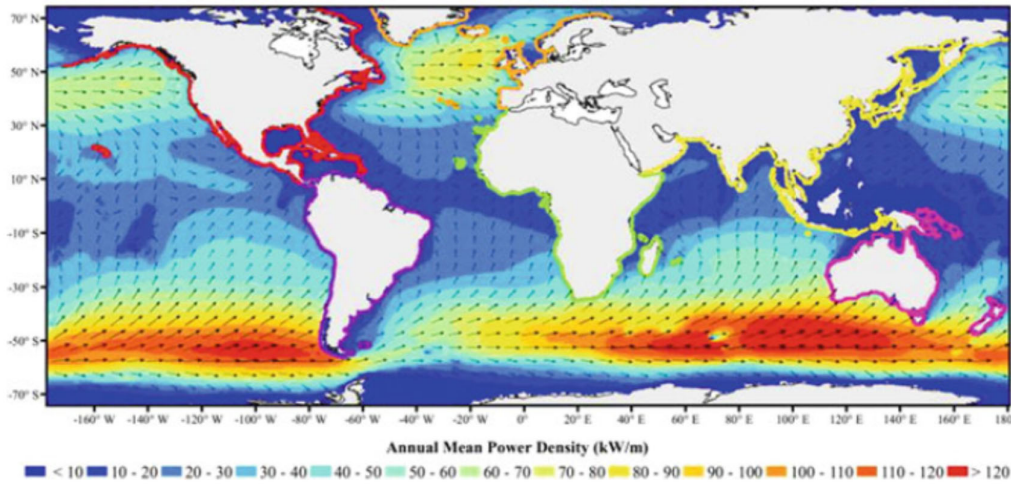 70° N
50° N
30° N
10° N
-10° S
-30° S
-50° S
-70° S
-160° W -140° W -120° W -100° W -80° W -60° W -40° W -20° W 0° 20° E 40° E 60° E 80° E 100° E 120° E 140° E 160° E 180° E
Annual Mean Power Density (kW/m)
< 10 10 - 20 20 - 30 30 - 40 40 - 50 50 - 60 60 - 70 70 - 80 80 - 90 90 - 100 100 - 110 110 - 120 > 120